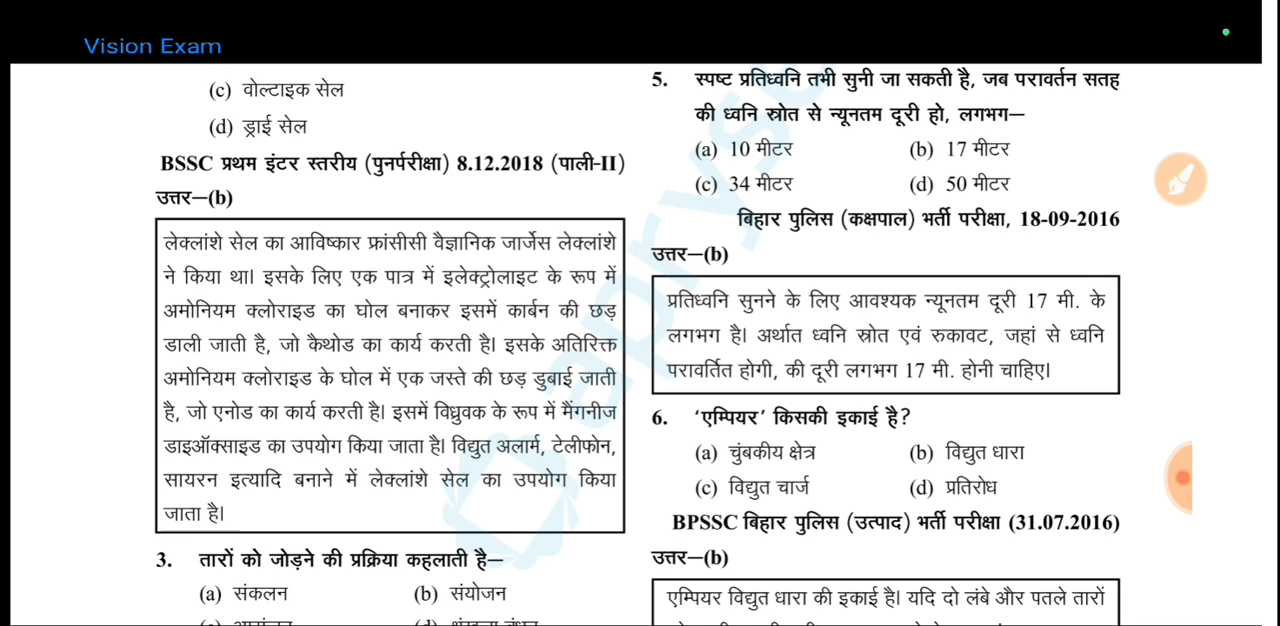 Vision Exam
(c) वोल्टाइक सेल
(d) ड्राई सेल
BSSC प्रथम इंटर स्तरीय (पुनर्परीक्षा) 8.12.2018 (पाली-II)
उत्तर—(b)
लेक्लांशे सेल का आविष्कार फ्रांसीसी वैज्ञानिक जार्जेस लेक्लांशे
ने किया था। इसके लिए एक पात्र में इलेक्ट्रोलाइट के रूप में
अमोनियम क्लोराइड का घोल बनाकर इसमें कार्बन की छड़
डाली जाती है, जो कैथोड का कार्य करती है। इसके अतिरिक्त
अमोनियम क्लोराइड के घोल में एक जस्ते की छड़ डुबाई जाती
है, जो एनोड का कार्य करती है। इसमें विध्रुवक के रूप में मैंगनीज
डाइऑक्साइड का उपयोग किया जाता है। विद्युत अलार्म, टेलीफोन,
सायरन इत्यादि बनाने में लेक्लांशे सेल का उपयोग किया
जाता है।
3. तारों को जोड़ने की प्रक्रिया कहलाती है—
(a) संकलन (b) संयोजन
5. स्पष्ट प्रतिध्वनि तभी सुनी जा सकती है, जब परावर्तन सतह
की ध्वनि स्रोत से न्यूनतम दूरी हो, लगभग—
(a) 10 मीटर (b) 17 मीटर
(c) 34 मीटर (d) 50 मीटर
बिहार पुलिस (कक्षपाल) भर्ती परीक्षा, 18-09-2016
उत्तर—(b)
प्रतिध्वनि सुनने के लिए आवश्यक न्यूनतम दूरी 17 मी. के
लगभग है। अर्थात ध्वनि स्रोत एवं रुकावट, जहां से ध्वनि
परावर्तित होगी, की दूरी लगभग 17 मी. होनी चाहिए।
6. ‘एम्पियर’ किसकी इकाई है?
(a) चुंबकीय क्षेत्र (b) विद्युत धारा
(c) विद्युत चार्ज (d) प्रतिरोध
BPSSC बिहार पुलिस (उत्पाद) भर्ती परीक्षा (31.07.2016)
उत्तर—(b)
एम्पियर विद्युत धारा की इकाई है। यदि दो लंबे और पतले तारों